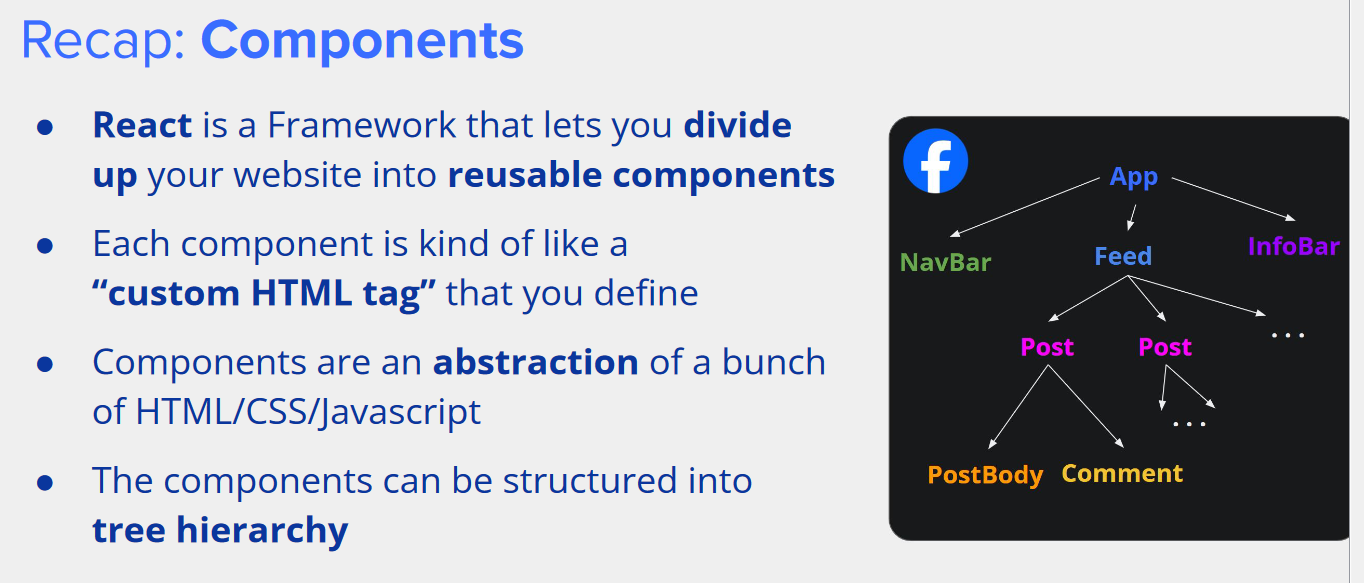 Recap: Components
● React is a Framework that lets you divide
up your website into reusable components
● Each component is kind of like a
“custom HTML tag” that you define
● Components are an abstraction of a bunch
of HTML/CSS/Javascript
● The components can be structured into
tree hierarchy
App
NavBar
Feed
InfoBar
Post
Post
...
...
PostBody
Comment